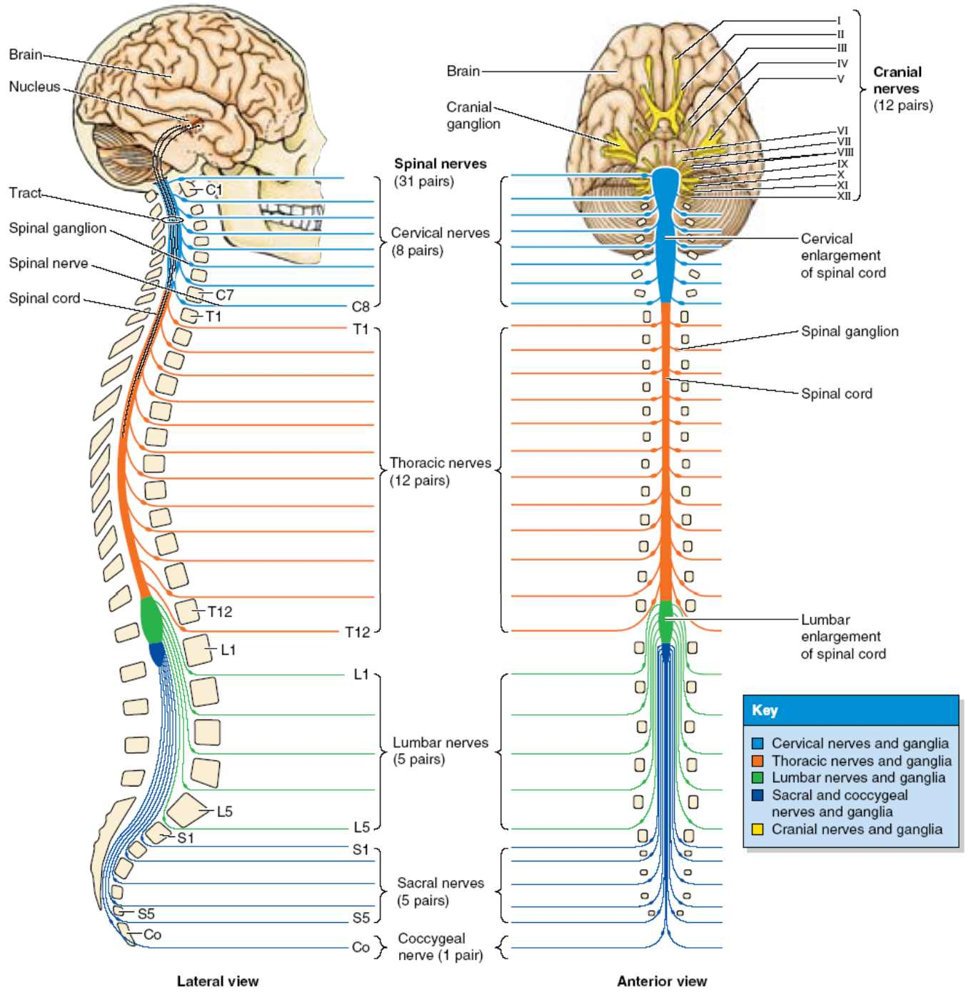 Brain
Nucleus
Tract
Spinal ganglion
Spinal nerve
Spinal cord
C1
C7
T1
T12
L1
L5
S1
S5
Co
C8
T1
T12
L1
L5
S1
S5
Co
Spinal nerves
(31 pairs)
Cervical nerves
(8 pairs)
Thoracic nerves
(12 pairs)
Lumbar nerves
(5 pairs)
Sacral nerves
(5 pairs)
Coccygeal
nerve (1 pair)
Lateral view
Brain
Cranial
ganglion
I
II
III
IV
V
VI
VII
VIII
IX
X
XI
XII
Cranial
nerves
(12 pairs)
Cervical
enlargement
of spinal cord
Spinal ganglion
Spinal cord
Lumbar
enlargement
of spinal cord
Key
Cervical nerves and ganglia
Thoracic nerves and ganglia
Lumbar nerves and ganglia
Sacral and coccygeal
nerves and ganglia
Cranial nerves and ganglia
Anterior view